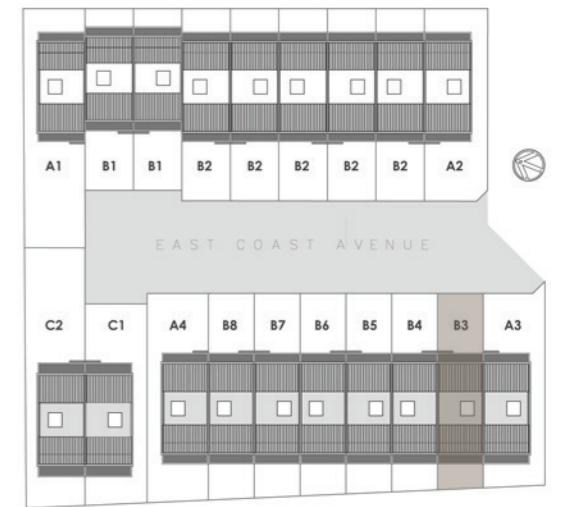 A1 B1 B1 B2 B2 B2 B2 B2 A2
EAST COAST AVENUE
C2 C1 A4 B8 B7 B6 B5 B4 B3 A3